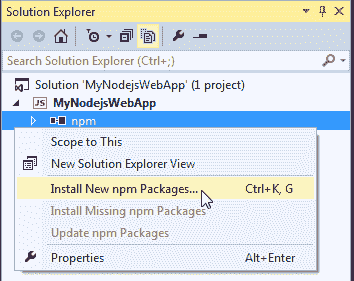 Solution Explorer
Search Solution Explorer (Ctrl+;)
Solution 'MyNodejsWebApp' (1 project)
JS MyNodejsWebApp
npm
Scope to This
New Solution Explorer View
Install New npm Packages... Ctrl+K, G
Install Missing npm Packages
Update npm Packages
Properties Alt+Enter